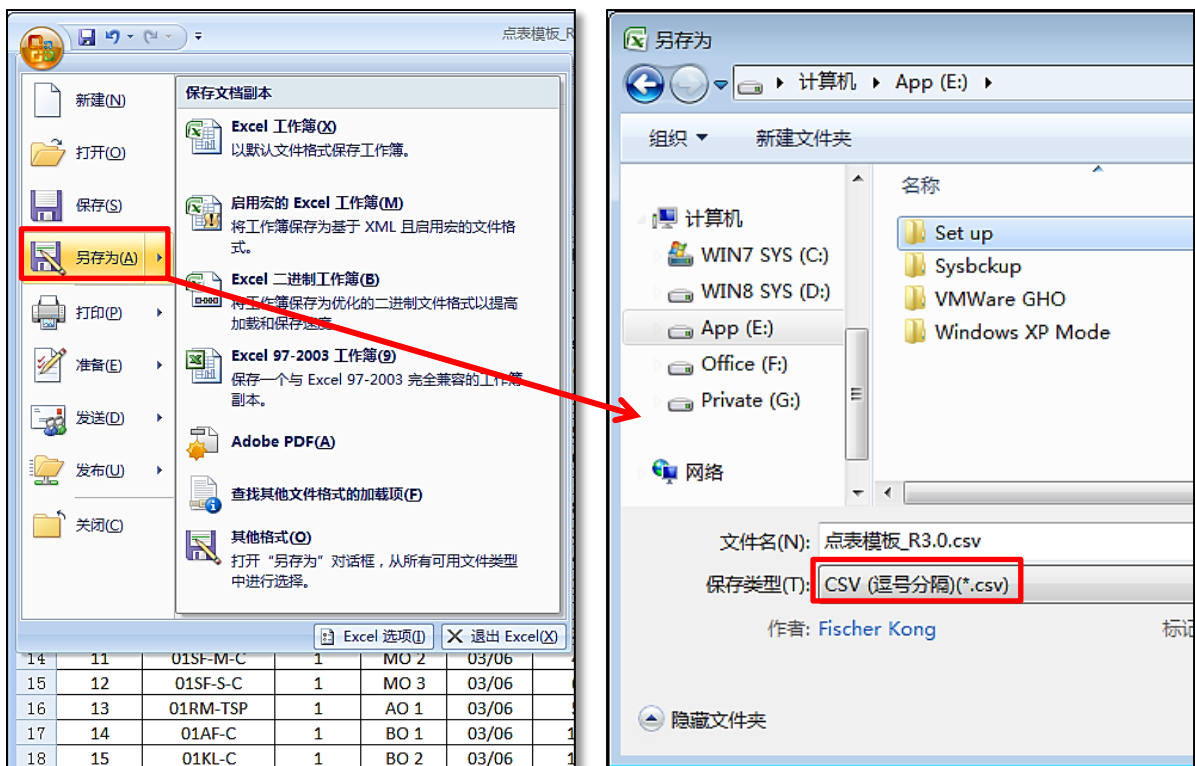 点表模板_R
新建(N)
打开(O)
保存(S)
另存为(A)
打印(P)
准备(E)
发送(D)
发布(U)
关闭(C)
保存文档副本
Excel 工作簿(X)
以默认文件格式保存工作簿。
启用宏的 Excel 工作簿(M)
将工作簿保存为基于 XML 且启用宏的文件格
式。
Excel 二进制工作簿(B)
将工作簿保存为优化的二进制文件格式以提高
加载和保存速度。
Excel 97-2003 工作簿(9)
保存一个与 Excel 97-2003 完全兼容的工作簿
副本。
Adobe PDF(A)
查找其他文件格式的加载项(F)
其他格式(O)
打开“另存为”对话框，从所有可用文件类型
中进行选择。
Excel 选项(I)
退出 Excel(X)
14 11 01SF-M-C 1 MO 2 03/06
15 12 01SF-S-C 1 MO 3 03/06
16 13 01RM-TSP 1 AO 1 03/06
17 14 01AF-C 1 BO 1 03/06
18 15 01KL-C 1 BO 2 03/06
另存为
计算机 App (E:)
组织 新建文件夹
计算机
WIN7 SYS (C:)
WIN8 SYS (D:)
App (E:)
Office (F:)
Private (G:)
网络
名称
Set up
Sysbckup
VMWare GHO
Windows XP Mode
文件名(N): 点表模板_R3.0.csv
保存类型(T): CSV (逗号分隔)(*.csv)
作者: Fischer Kong
标记
隐藏文件夹